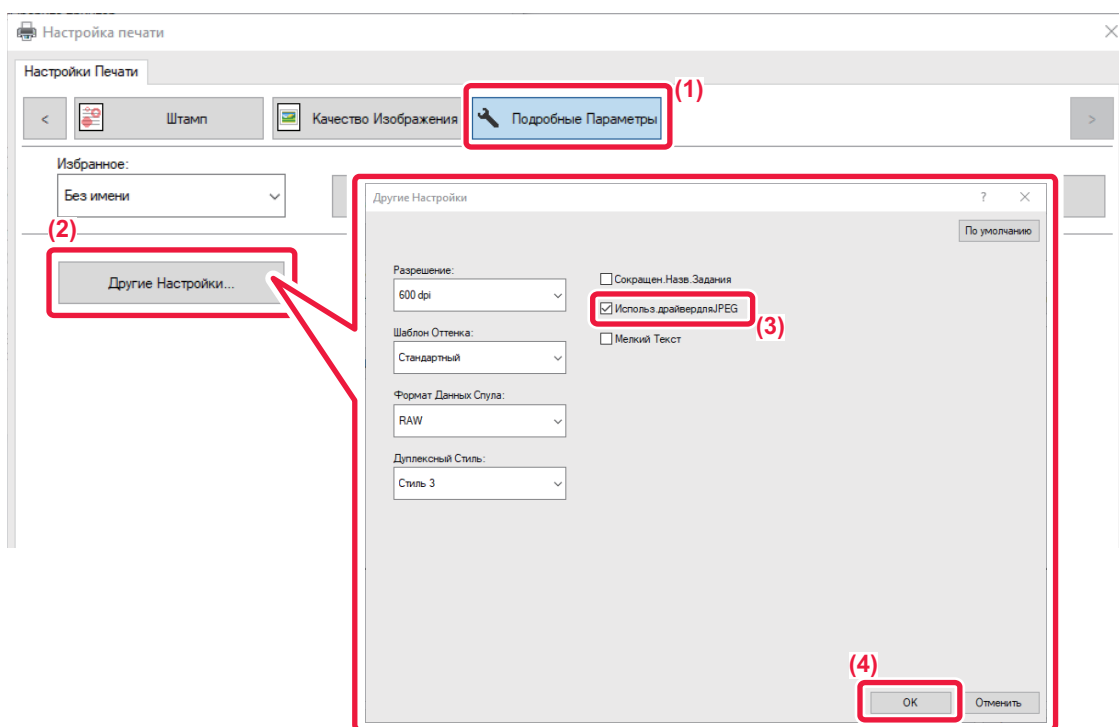 Настройка печати
Настройки Печати
(1)
< Штамп Качество Изображения Подробные Параметры >
Избранное:
Без имени
(2)
Другие Настройки...
Другие Настройки ? ×
По умолчанию
Разрешение:
600 dpi
Шаблон Оттенка:
Стандартный
Формат Данных Спула:
RAW
Дуплексный Стиль:
Стиль 3
Сокращен.Назв.Задания
Использ.драйвердляJPEG
(3)
Мелкий Текст
(4)
OK Отменить